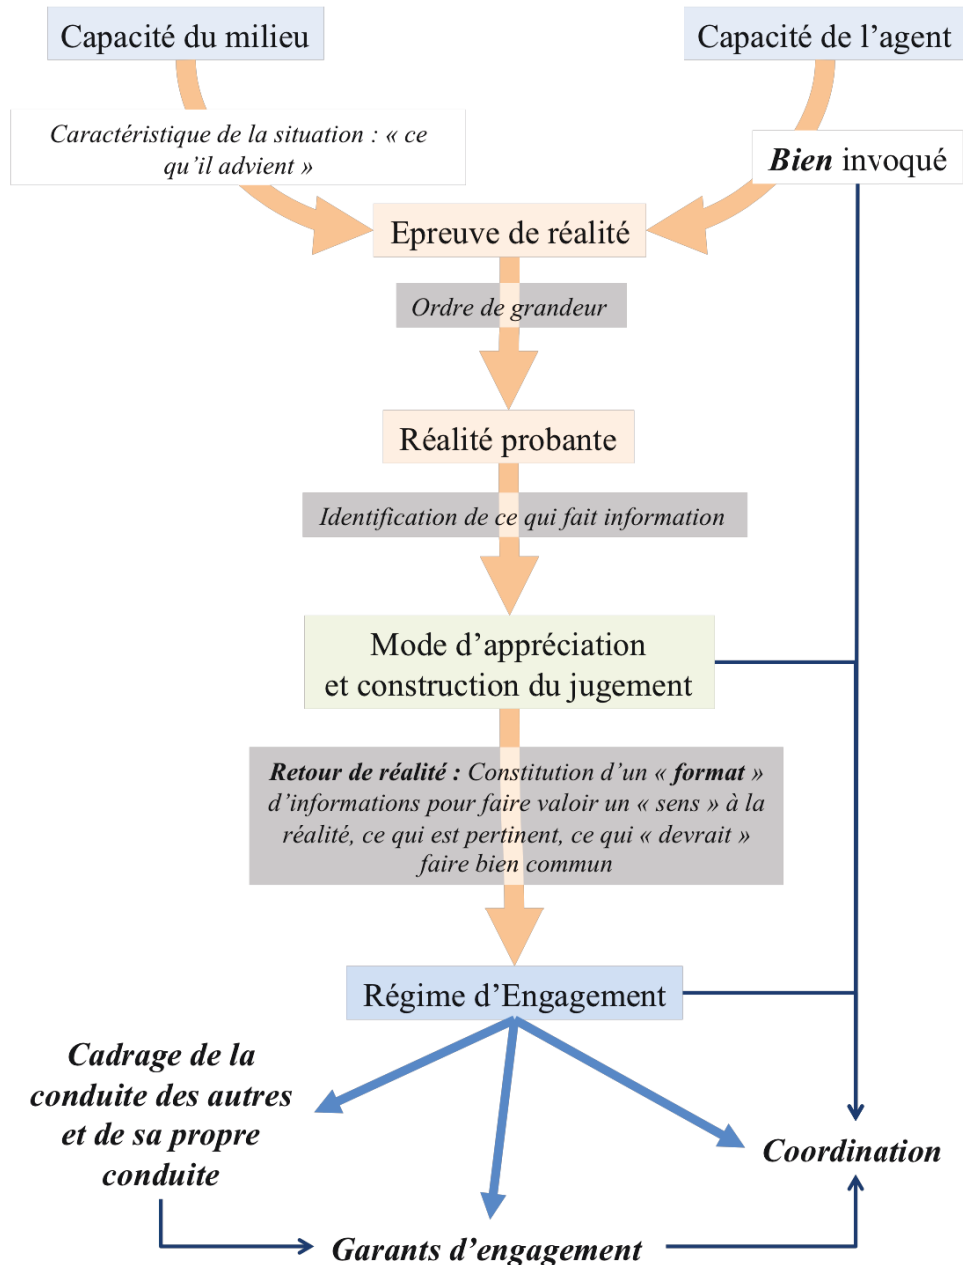 Capacité du milieu
Capacité de l’agent
Caractéristique de la situation : « ce
qu’il advient »
Bien invoqué
Epreuve de réalité
Ordre de grandeur
Réalité probante
Identification de ce qui fait information
Mode d’appréciation
et construction du jugement
Retour de réalité : Constitution d’un « format »
d’informations pour faire valoir un « sens » à la
réalité, ce qui est pertinent, ce qui « devrait »
faire bien commun
Régime d’Engagement
Cadrage de la
conduite des autres
et de sa propre
conduite
Coordination
Garants d’engagement